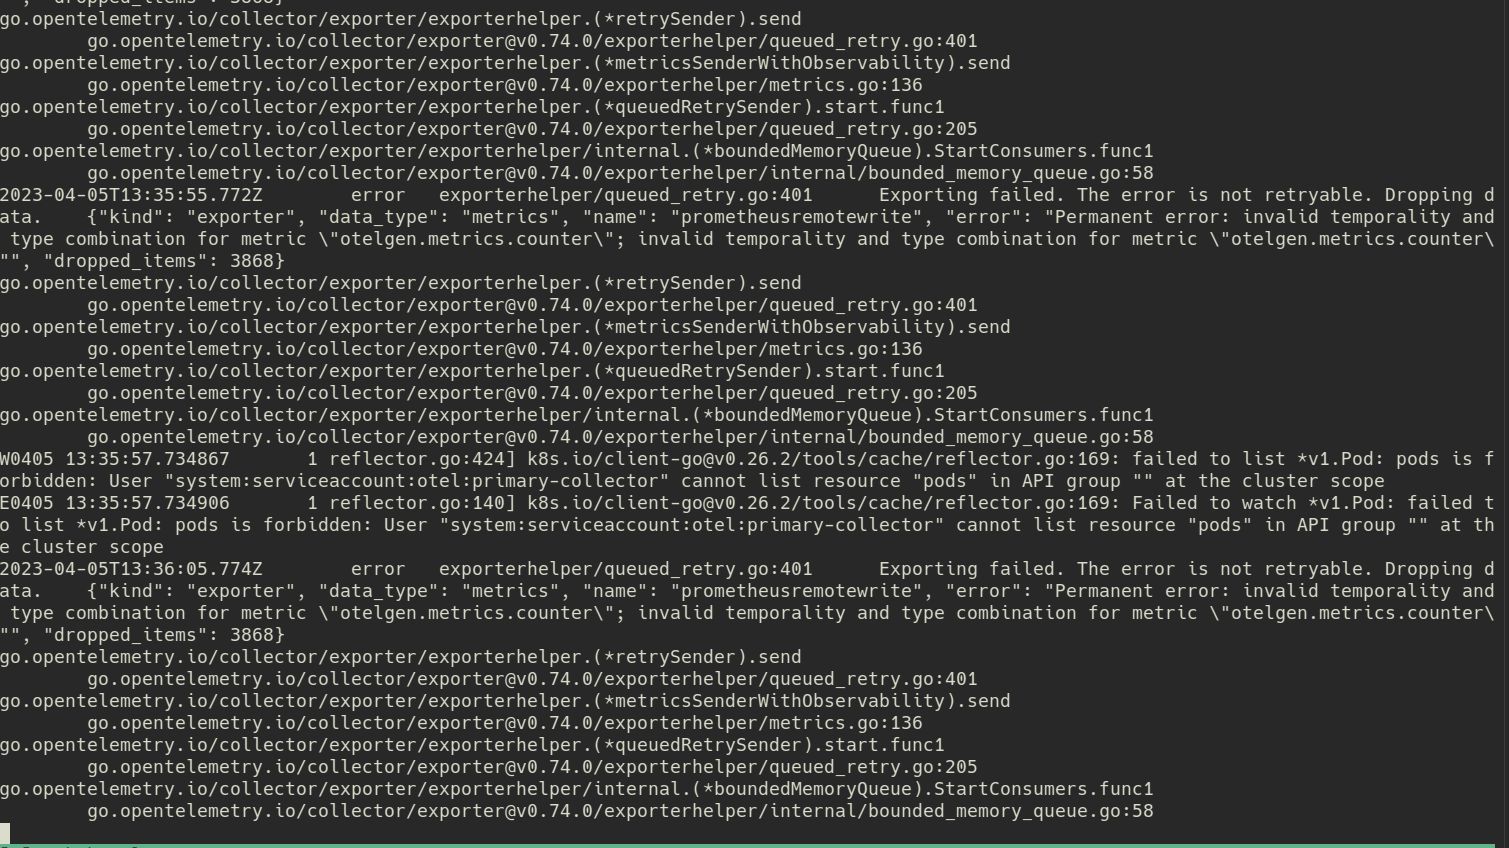 ", "dropped_items": 3868}
go.opentelemetry.io/collector/exporter/exporterhelper.(*retrySender).send
        go.opentelemetry.io/collector/exporter@v0.74.0/exporterhelper/queued_retry.go:401
go.opentelemetry.io/collector/exporter/exporterhelper.(*metricsSenderWithObservability).send
        go.opentelemetry.io/collector/exporter@v0.74.0/exporterhelper/metrics.go:136
go.opentelemetry.io/collector/exporter/exporterhelper.(*queuedRetrySender).start.func1
        go.opentelemetry.io/collector/exporter@v0.74.0/exporterhelper/queued_retry.go:205
go.opentelemetry.io/collector/exporter/exporterhelper/internal.(*boundedMemoryQueue).StartConsumers.func1
        go.opentelemetry.io/collector/exporter@v0.74.0/exporterhelper/internal/bounded_memory_queue.go:58
2023-04-05T13:35:55.772Z        error   exporterhelper/queued_retry.go:401      Exporting failed. The error is not retryable. Dropping d
ata.    {"kind": "exporter", "data_type": "metrics", "name": "prometheusremotewrite", "error": "Permanent error: invalid temporality and
 type combination for metric \"otelgen.metrics.counter\"; invalid temporality and type combination for metric \"otelgen.metrics.counter\
"", "dropped_items": 3868}
go.opentelemetry.io/collector/exporter/exporterhelper.(*retrySender).send
        go.opentelemetry.io/collector/exporter@v0.74.0/exporterhelper/queued_retry.go:401
go.opentelemetry.io/collector/exporter/exporterhelper.(*metricsSenderWithObservability).send
        go.opentelemetry.io/collector/exporter@v0.74.0/exporterhelper/metrics.go:136
go.opentelemetry.io/collector/exporter/exporterhelper.(*queuedRetrySender).start.func1
        go.opentelemetry.io/collector/exporter@v0.74.0/exporterhelper/queued_retry.go:205
go.opentelemetry.io/collector/exporter/exporterhelper/internal.(*boundedMemoryQueue).StartConsumers.func1
        go.opentelemetry.io/collector/exporter@v0.74.0/exporterhelper/internal/bounded_memory_queue.go:58
W0405 13:35:57.734867       1 reflector.go:424] k8s.io/client-go@v0.26.2/tools/cache/reflector.go:169: failed to list *v1.Pod: pods is f
orbidden: User "system:serviceaccount:otel:primary-collector" cannot list resource "pods" in API group "" at the cluster scope
E0405 13:35:57.734906       1 reflector.go:140] k8s.io/client-go@v0.26.2/tools/cache/reflector.go:169: Failed to watch *v1.Pod: failed t
o list *v1.Pod: pods is forbidden: User "system:serviceaccount:otel:primary-collector" cannot list resource "pods" in API group "" at th
e cluster scope
2023-04-05T13:36:05.774Z        error   exporterhelper/queued_retry.go:401      Exporting failed. The error is not retryable. Dropping d
ata.    {"kind": "exporter", "data_type": "metrics", "name": "prometheusremotewrite", "error": "Permanent error: invalid temporality and
 type combination for metric \"otelgen.metrics.counter\"; invalid temporality and type combination for metric \"otelgen.metrics.counter\
"", "dropped_items": 3868}
go.opentelemetry.io/collector/exporter/exporterhelper.(*retrySender).send
        go.opentelemetry.io/collector/exporter@v0.74.0/exporterhelper/queued_retry.go:401
go.opentelemetry.io/collector/exporter/exporterhelper.(*metricsSenderWithObservability).send
        go.opentelemetry.io/collector/exporter@v0.74.0/exporterhelper/metrics.go:136
go.opentelemetry.io/collector/exporter/exporterhelper.(*queuedRetrySender).start.func1
        go.opentelemetry.io/collector/exporter@v0.74.0/exporterhelper/queued_retry.go:205
go.opentelemetry.io/collector/exporter/exporterhelper/internal.(*boundedMemoryQueue).StartConsumers.func1
        go.opentelemetry.io/collector/exporter@v0.74.0/exporterhelper/internal/bounded_memory_queue.go:58